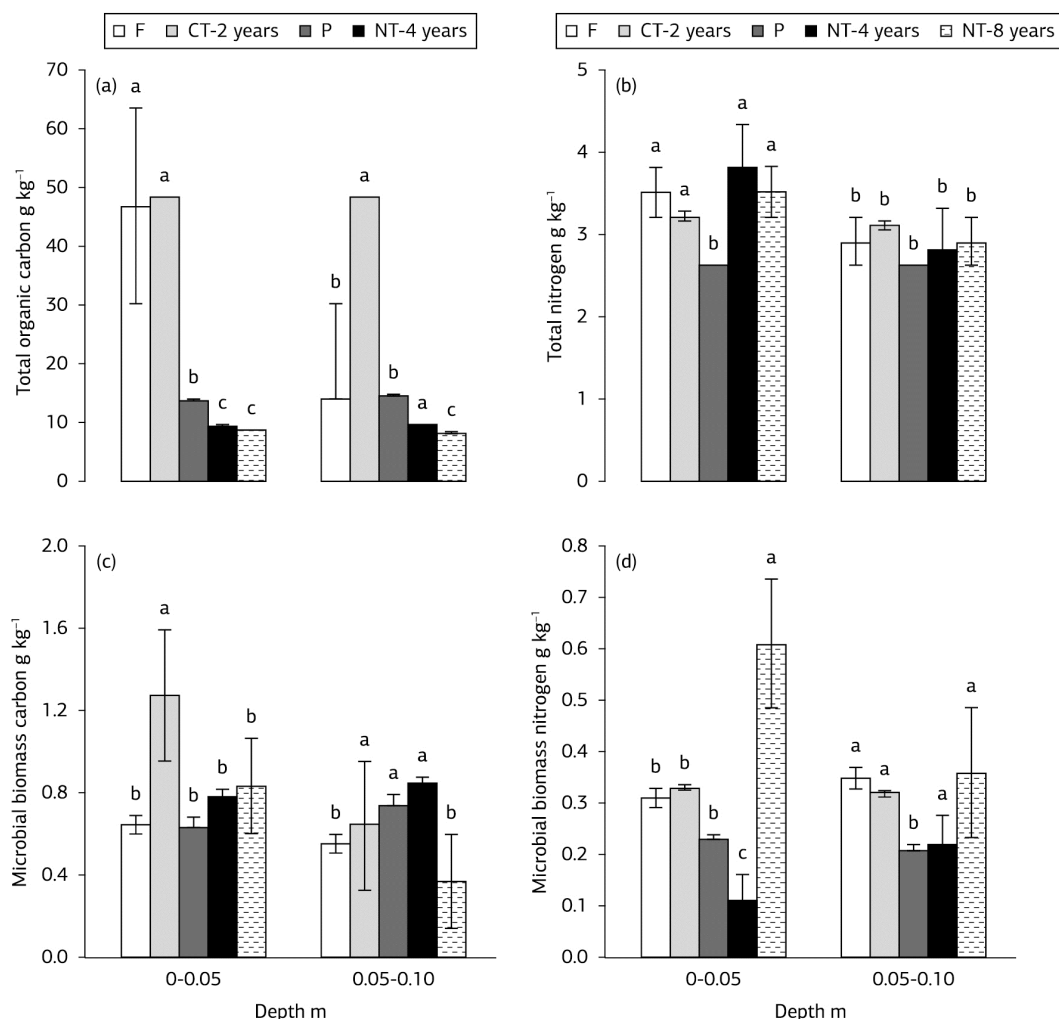 F CT-2 years P NT-4 years
F CT-2 years P NT-4 years NT-8 years
(a)
Total organic carbon g kg⁻¹
70
60
50
40
30
20
10
0
a
a
b
c
c
b
a
b
a
c
(b)
Total nitrogen g kg⁻¹
5
4
3
2
1
0
a
a
b
a
a
b
b
b
b
b
(c)
Microbial biomass carbon g kg⁻¹
2.0
1.6
1.2
0.8
0.4
0.0
b
a
b
b
b
b
a
a
a
b
0-0.05
0.05-0.10
Depth m
(d)
Microbial biomass nitrogen g kg⁻¹
0.8
0.7
0.6
0.5
0.4
0.3
0.2
0.1
0.0
b
b
b
c
a
a
a
b
a
a
0-0.05
0.05-0.10
Depth m